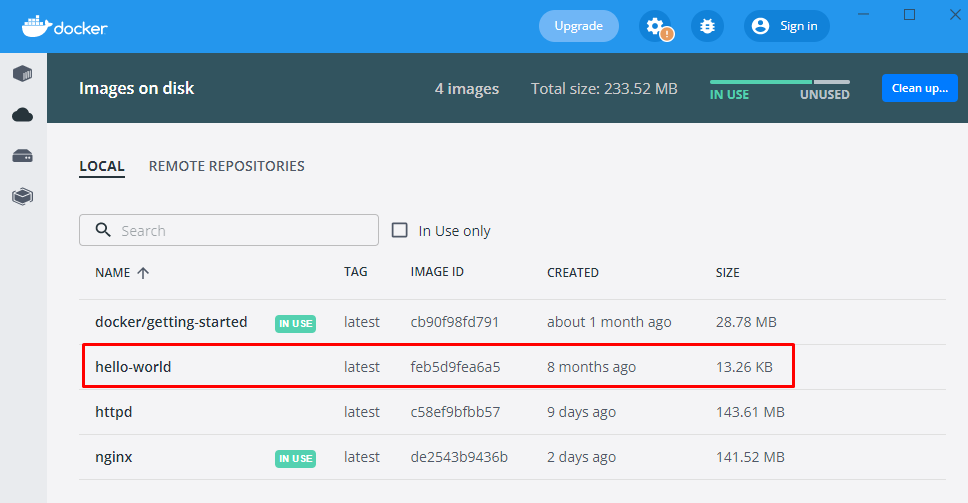 docker
Upgrade
!
Sign in
Images on disk
4 images
Total size: 233.52 MB
IN USE
UNUSED
Clean up...
LOCAL
REMOTE REPOSITORIES
Search
In Use only
NAME TAG IMAGE ID CREATED SIZE
docker/getting-started IN USE latest cb90f98fd791 about 1 month ago 28.78 MB
hello-world latest feb5d9fea6a5 8 months ago 13.26 KB
httpd latest c58ef9bfbb57 9 days ago 143.61 MB
nginx IN USE latest de2543b9436b 2 days ago 141.52 MB